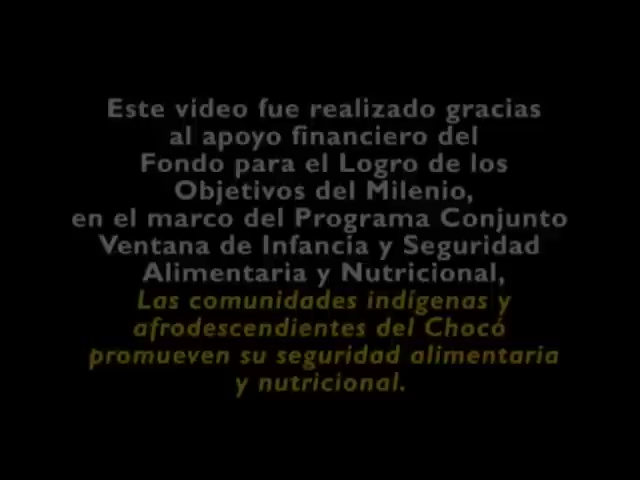 Este video fue realizado gracias
al apoyo financiero del
Fondo para el Logro de los
Objetivos del Milenio,
en el marco del Programa Conjunto
Ventana de Infancia y Seguridad
Alimentaria y Nutricional,
Las comunidades indígenas y
afrodescendientes del Chocó
promueven su seguridad alimentaria
y nutricional.